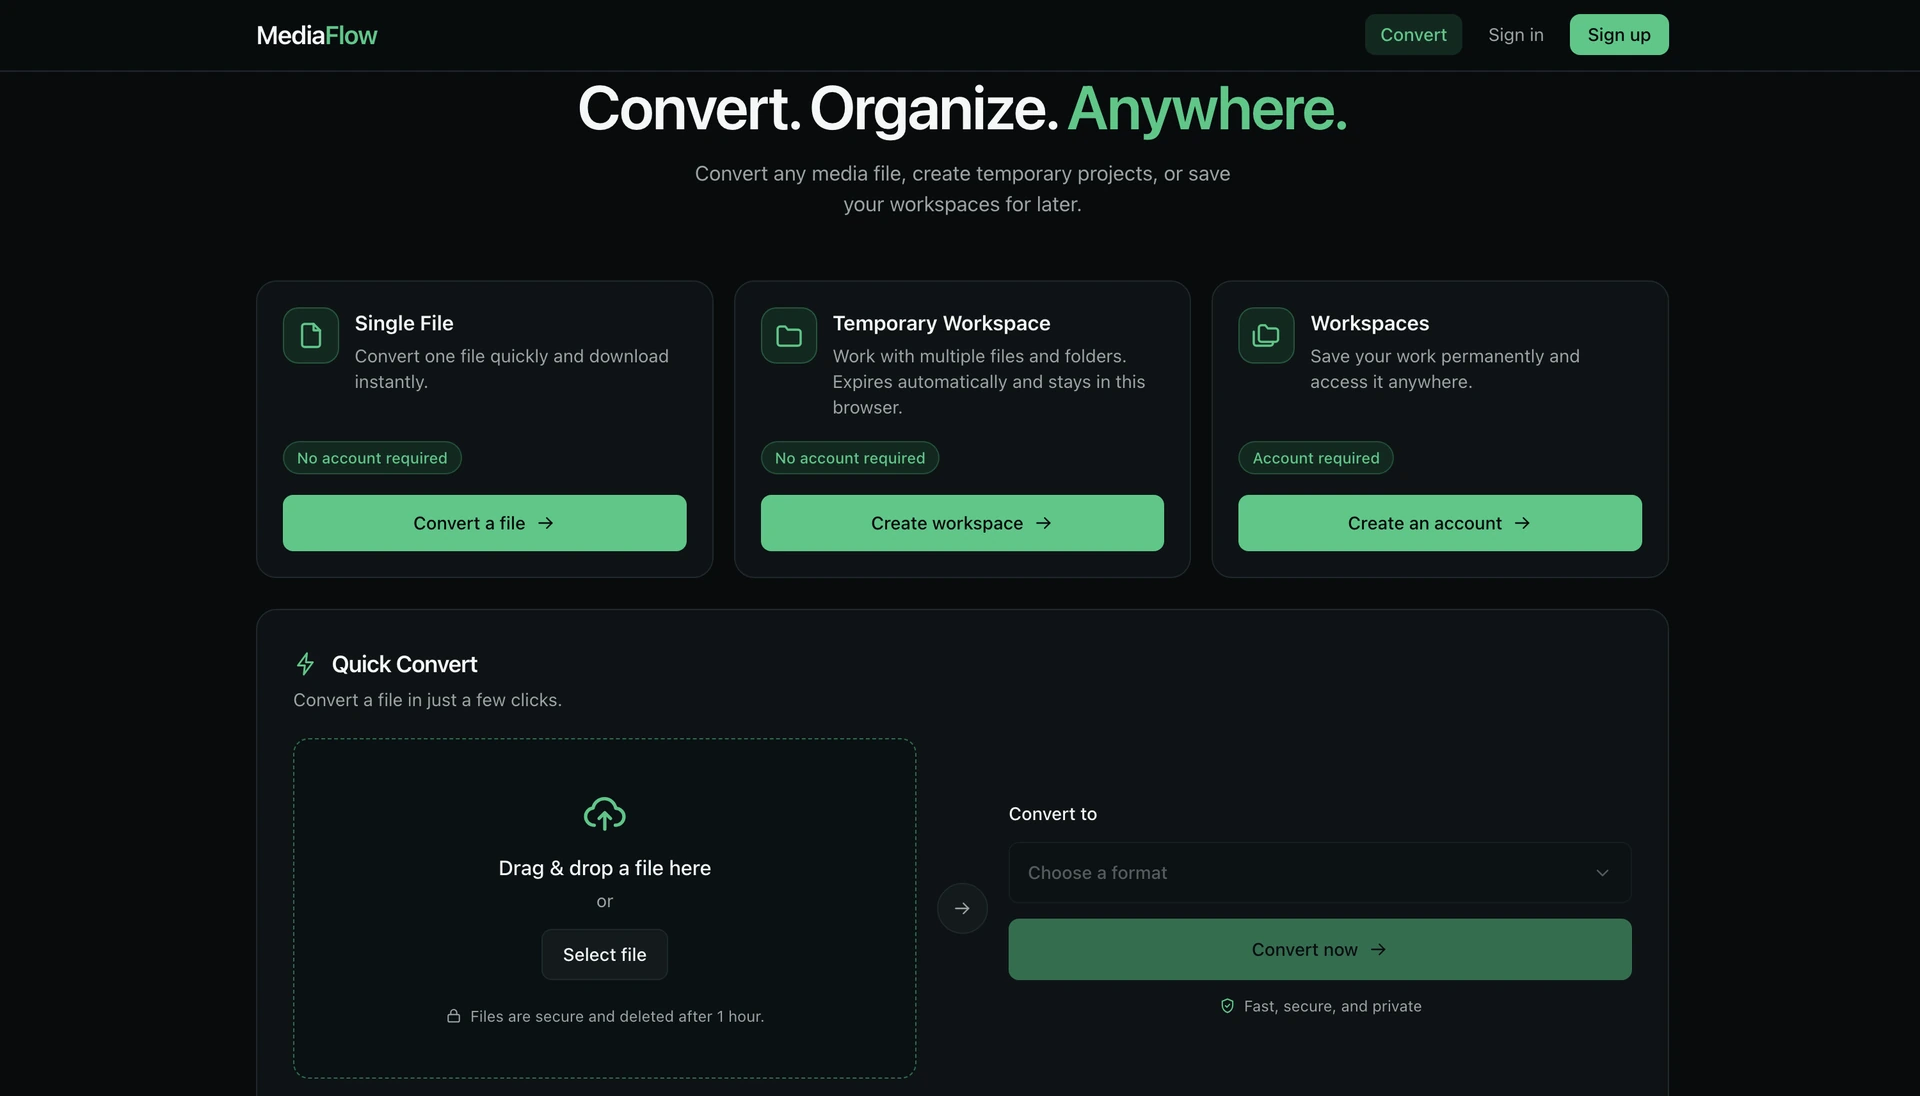 MediaFlow
Convert
Sign in
Sign up
Convert. Organize. Anywhere.
Convert any media file, create temporary projects, or save
your workspaces for later.
Single File
Convert one file quickly and download
instantly.
No account required
Convert a file →
Temporary Workspace
Work with multiple files and folders.
Expires automatically and stays in this
browser.
No account required
Create workspace →
Workspaces
Save your work permanently and
access it anywhere.
Account required
Create an account →
Quick Convert
Convert a file in just a few clicks.
Drag & drop a file here
or
Select file
Files are secure and deleted after 1 hour.
→
Convert to
Choose a format
Convert now →
Fast, secure, and private